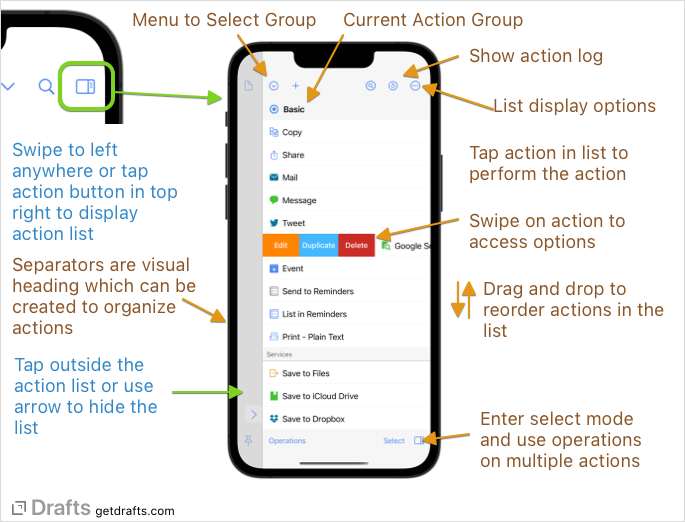 Menu to Select Group
Current Action Group
Show action log
List display options
Basic
Copy
Share
Mail
Message
Tweet
Edit
Duplicate
Delete
Google Se
Event
Send to Reminders
List in Reminders
Print - Plain Text
Services
Save to Files
Save to iCloud Drive
Save to Dropbox
Operations
Select
Swipe to left
anywhere or tap
action button in top
right to display
action list
Separators are visual
heading which can be
created to organize
actions
Tap outside the
action list or use
arrow to hide the
list
Tap action in list to
perform the action
Swipe on action to
access options
Drag and drop to
reorder actions in the
list
Enter select mode
and use operations
on multiple actions
Drafts getdrafts.com